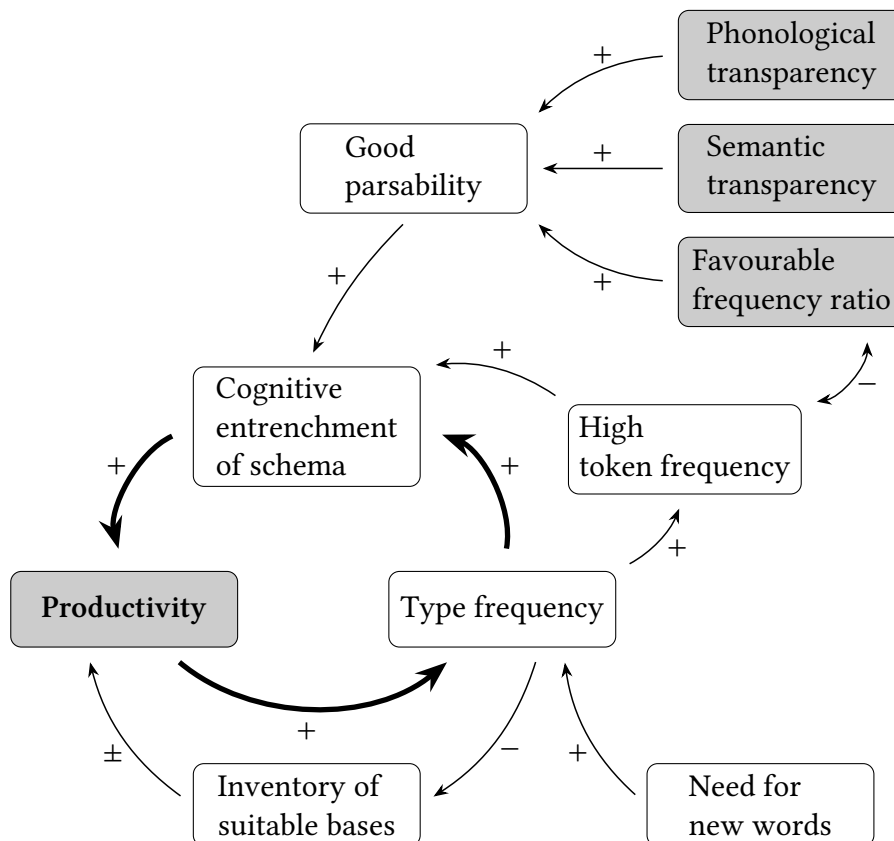 Phonological
transparency
+
Good
parsability
+
Semantic
transparency
+
Favourable
frequency ratio
+
+
+
−
Cognitive
entrenchment
of schema
High
token frequency
+
+
+
Productivity
Type frequency
+
±
−
+
Inventory of
suitable bases
Need for
new words